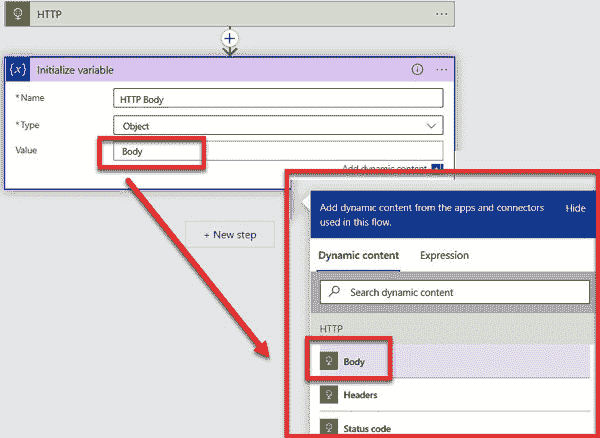 HTTP
{x} Initialize variable
*Name HTTP Body
*Type Object
Value Body
Add dynamic content
+ New step
Add dynamic content from the apps and connectors Hide
used in this flow.
Dynamic content Expression
Search dynamic content
HTTP
Body
Headers
Status code